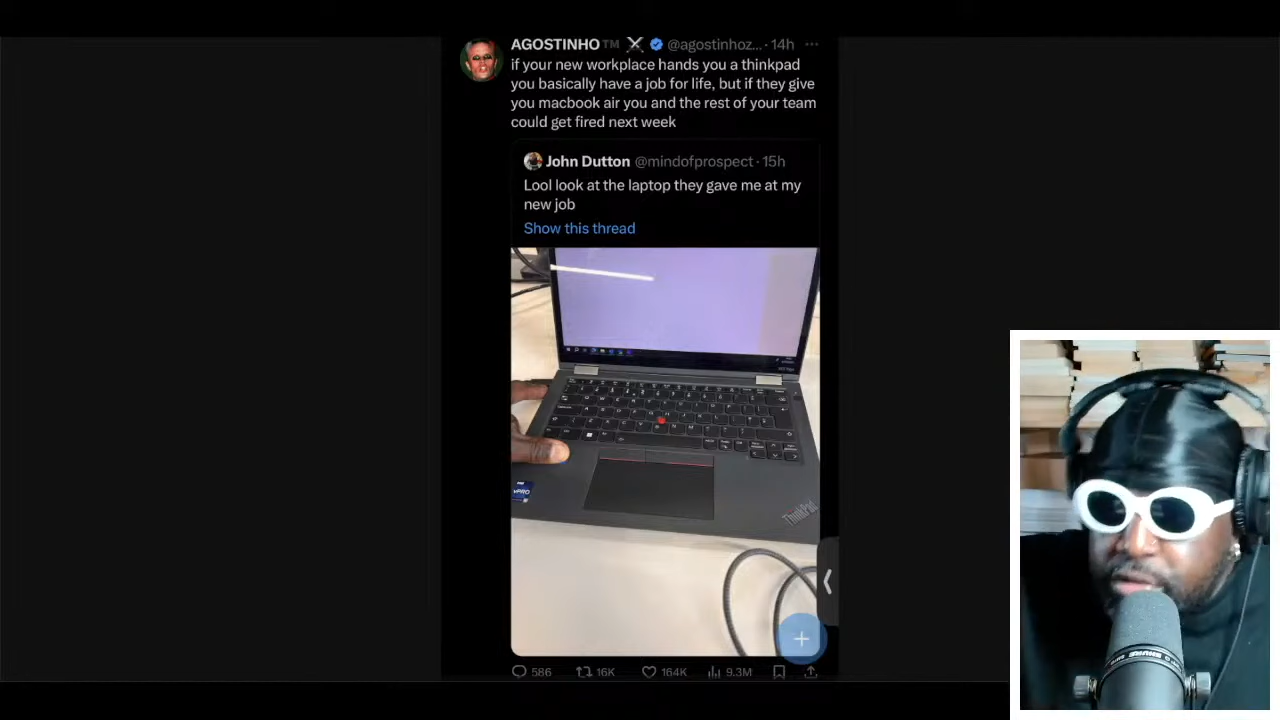 AGOSTINHO™ @agostinhoz... · 14h
if your new workplace hands you a thinkpad
you basically have a job for life, but if they give
you macbook air you and the rest of your team
could get fired next week
John Dutton @mindofprospect · 15h
Lool look at the laptop they gave me at my
new job
Show this thread
vPRO
ThinkPad
586 16K 164K 9.3M
SHURE